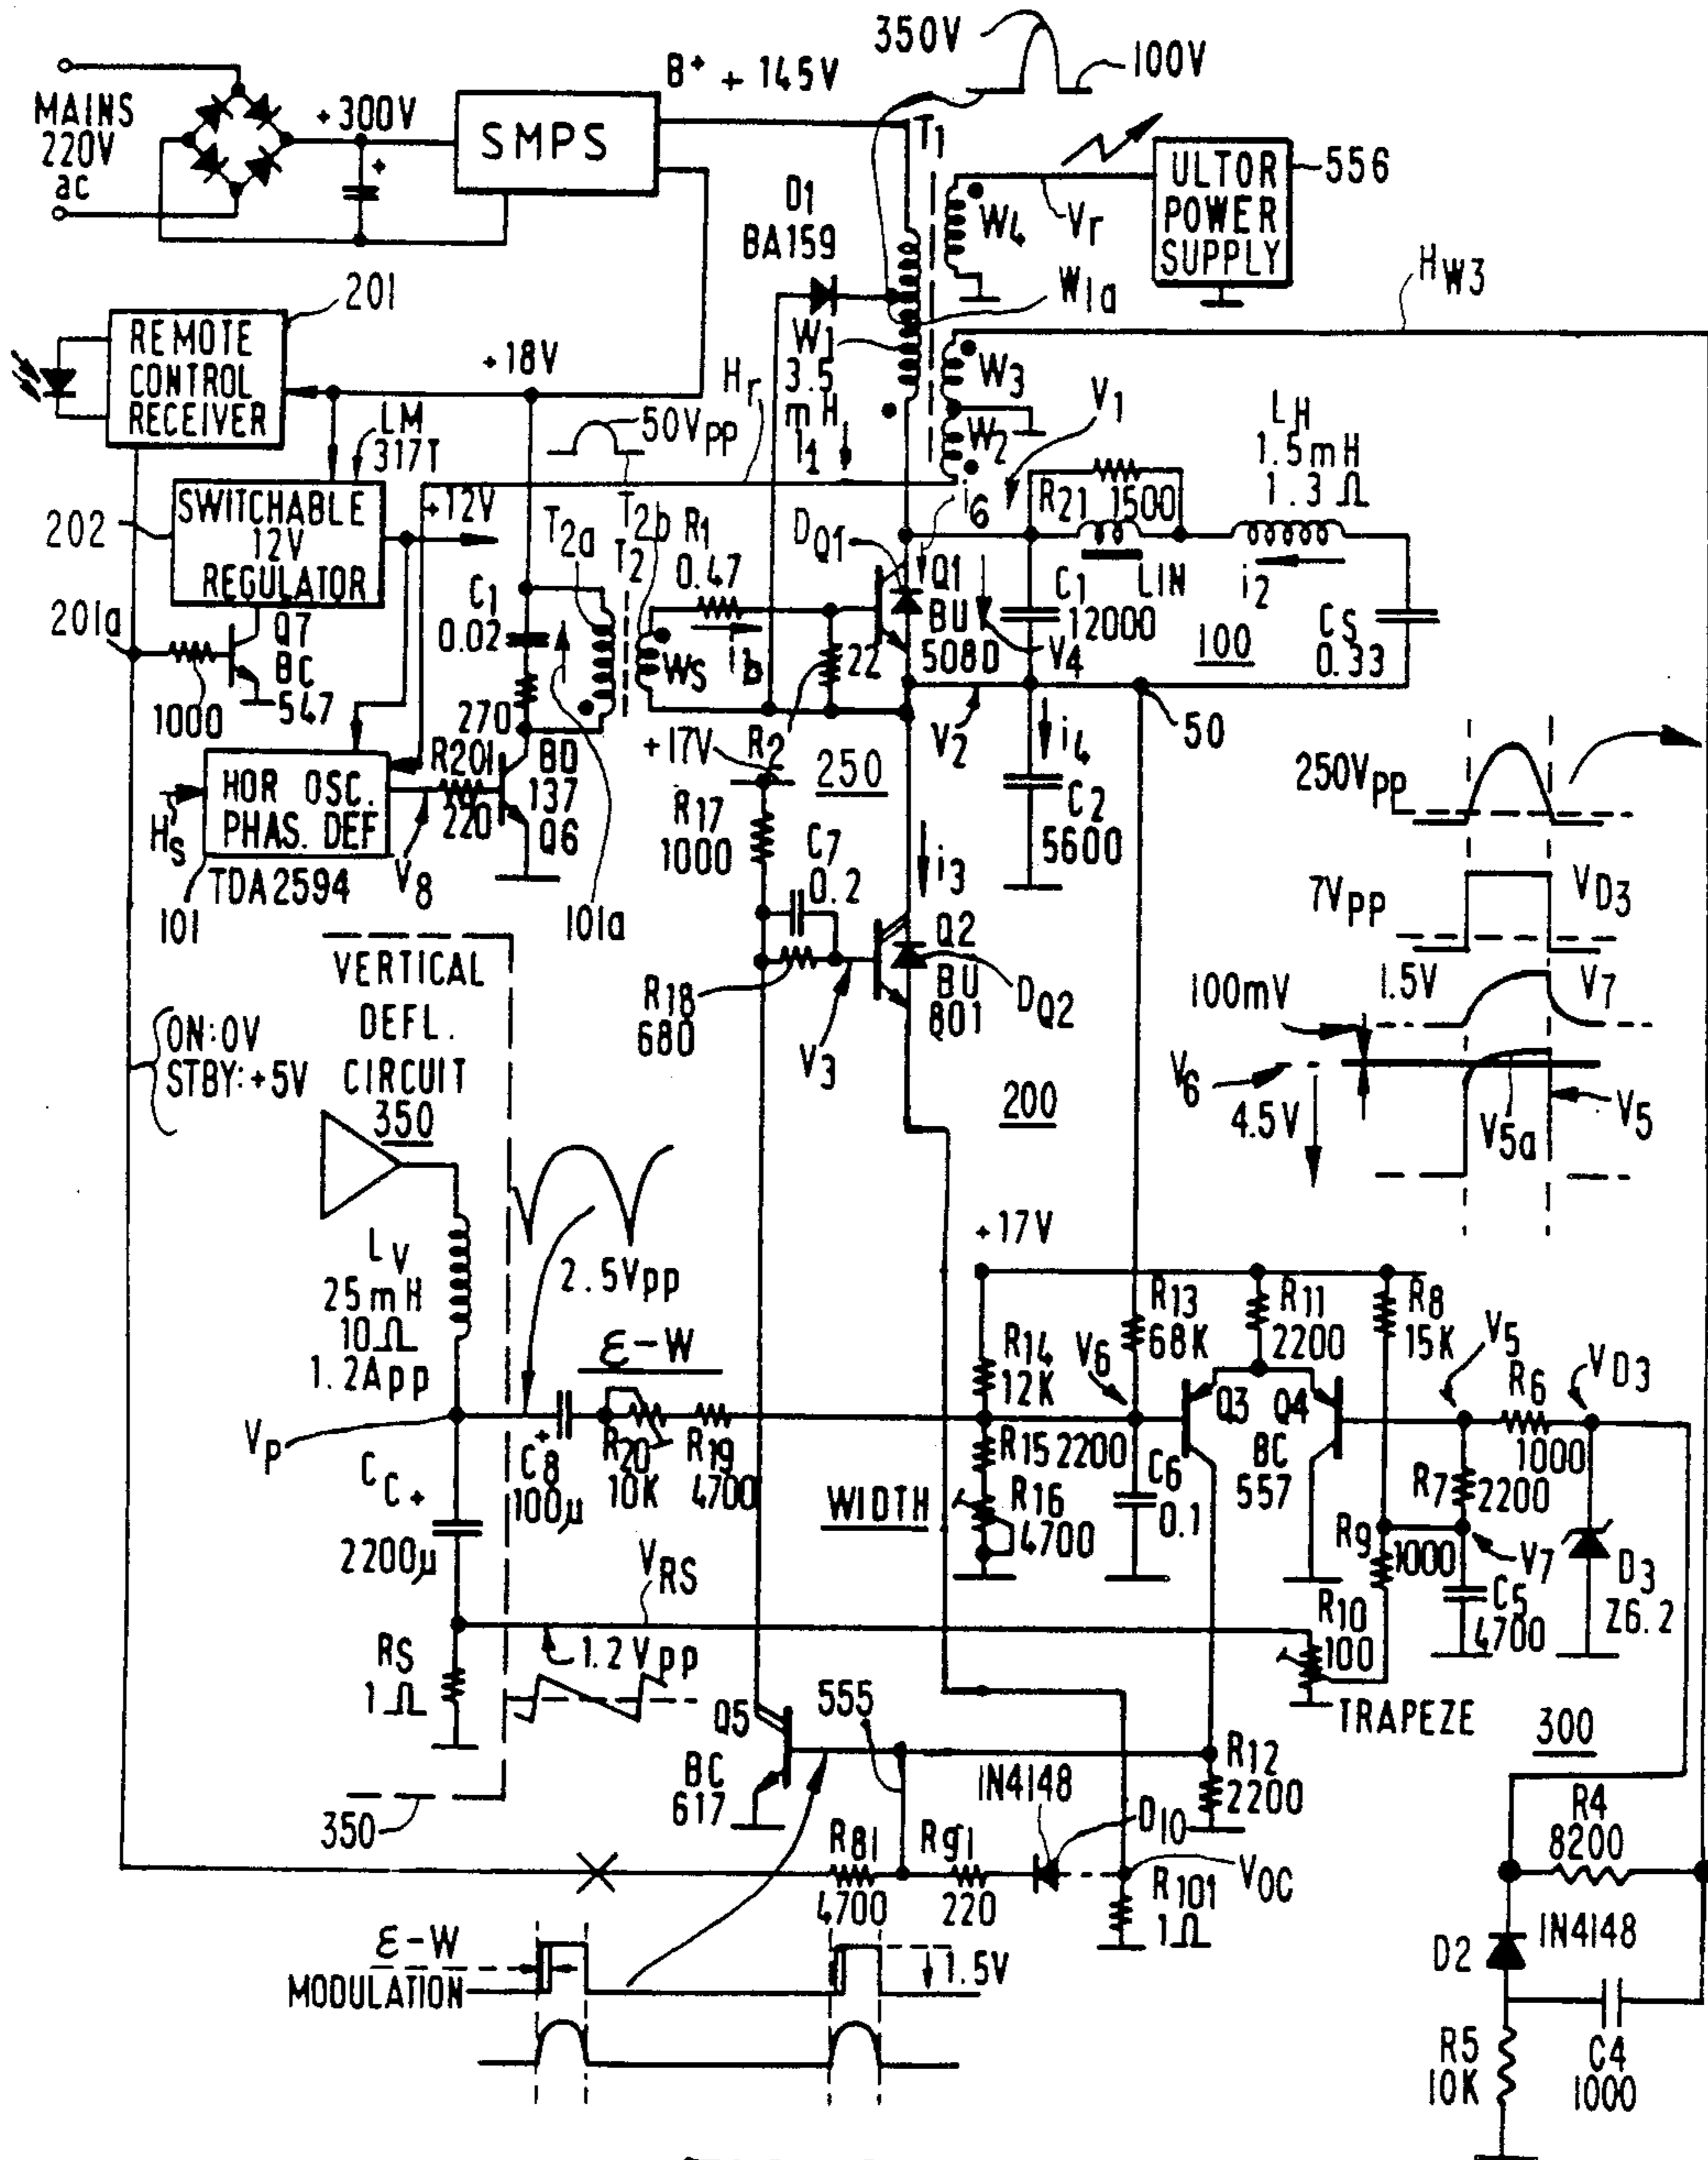 350V
100V
B+ + 145V
MAINS
220V
ac
+300V
SMPS
T1
ULTOR
POWER
SUPPLY
556
W4
Vr
D1
BA159
HW3
W1a
201
REMOTE
CONTROL
RECEIVER
+18V
W1
3.5
mH
I1
Hr
W3
W2
V1
LH
1.5mH
1.3 Ω
LM
317T
50Vpp
202
SWITCHABLE
12V
REGULATOR
+12V
T2a
T2b
T2
R1
0.47
DQ1
i6
R21
1500
Q1
BU
508D
C1
12000
LIN
i2
CS
0.33
100
V4
201a
Q7
BC
547
1000
C1
0.02
270
WS
ib
22
R2
V2
i4
50
+17V
250
HOR OSC.
PHAS. DEF
HS
101
TDA2594
R201
220
V8
BD
137
Q6
101a
R17
1000
C7
0.2
i3
C2
5600
250Vpp
7Vpp
VD3
1.5V
V7
100mV
V6
4.5V
V5a
V5
Q2
BU
801
DQ2
R18
680
V3
200
VERTICAL
DEFL.
CIRCUIT
350
ON:0V
STBY:+5V
LV
25mH
10Ω
1.2App
2.5Vpp
Ɛ-W
+17V
R14
12K
V6
R13
68K
R11
2200
R8
15K
V5
R6
1000
VD3
VP
C8
100μ
+
R20
10K
R19
4700
R15 2200
Q3
Q4
BC
557
R7
2200
CC +
2200μ
WIDTH
R16
4700
C6
0.1
R9
1000
V7
C5
4700
D3
Z6.2
VRS
1.2Vpp
RS
1Ω
R10
100
TRAPEZE
300
Q5
BC
617
555
1N4148
D10
R12
2200
350
R81
4700
R91
220
R101
1Ω
VOC
R4
8200
Ɛ-W
MODULATION
1.5V
D2
1N4148
R5
10K
C4
1000